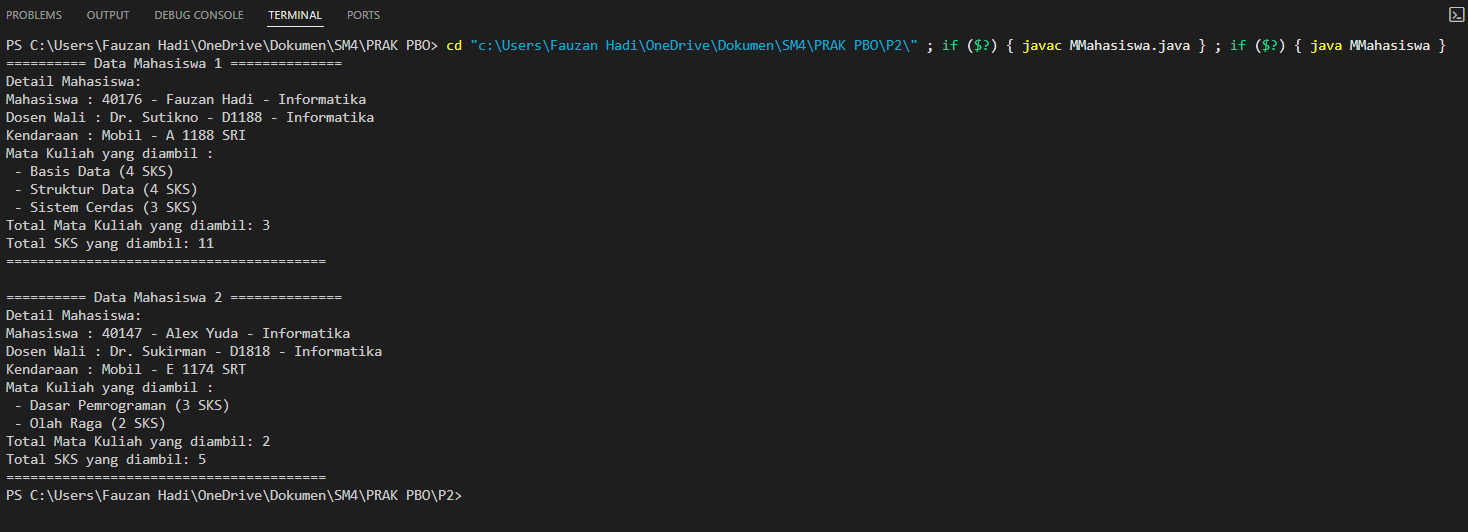 PROBLEMS OUTPUT DEBUG CONSOLE TERMINAL PORTS
PS C:\Users\Fauzan Hadi\OneDrive\Dokumen\SM4\PRAK PBO> cd "c:\Users\Fauzan Hadi\OneDrive\Dokumen\SM4\PRAK PBO\P2\" ; if ($?) { javac MMahasiswa.java } ; if ($?) { java MMahasiswa }
========== Data Mahasiswa 1 ==============
Detail Mahasiswa:
Mahasiswa : 40176 - Fauzan Hadi - Informatika
Dosen Wali : Dr. Sutikno - D1188 - Informatika
Kendaraan : Mobil - A 1188 SRI
Mata Kuliah yang diambil :
 - Basis Data (4 SKS)
 - Struktur Data (4 SKS)
 - Sistem Cerdas (3 SKS)
Total Mata Kuliah yang diambil: 3
Total SKS yang diambil: 11
========================================
========== Data Mahasiswa 2 ==============
Detail Mahasiswa:
Mahasiswa : 40147 - Alex Yuda - Informatika
Dosen Wali : Dr. Sukirman - D1818 - Informatika
Kendaraan : Mobil - E 1174 SRT
Mata Kuliah yang diambil :
 - Dasar Pemrograman (3 SKS)
 - Olah Raga (2 SKS)
Total Mata Kuliah yang diambil: 2
Total SKS yang diambil: 5
========================================
PS C:\Users\Fauzan Hadi\OneDrive\Dokumen\SM4\PRAK PBO\P2>